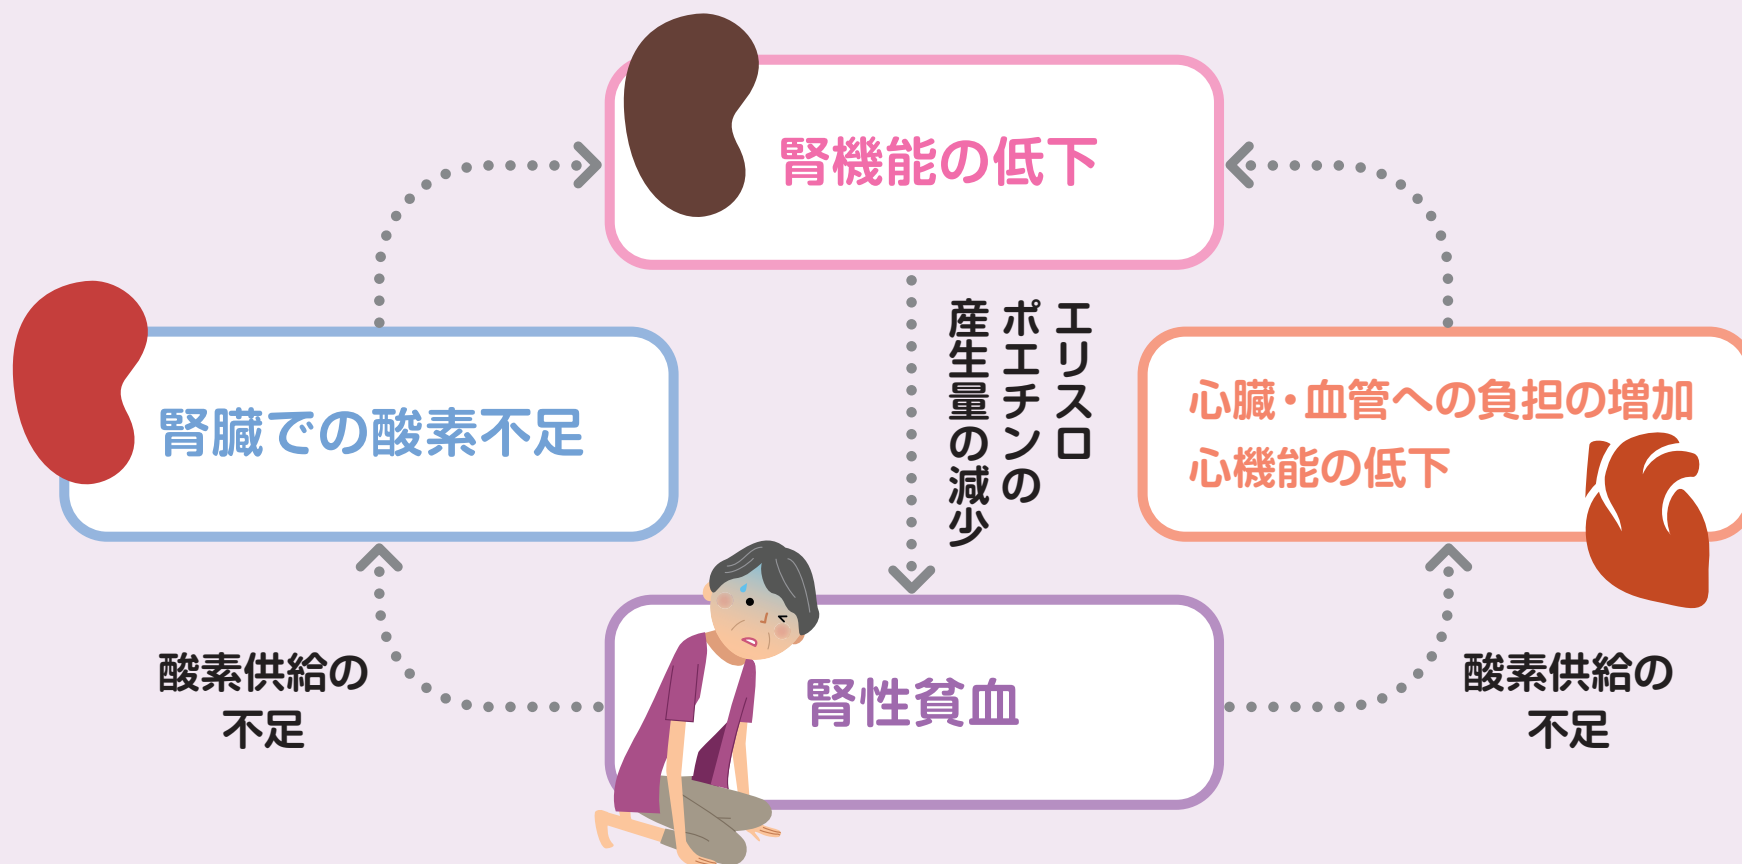 腎機能の低下
エリスロ
ポエチンの
産生量の減少
腎臓での酸素不足
心臓・血管への負担の増加
心機能の低下
酸素供給の
不足
腎性貧血
酸素供給の
不足